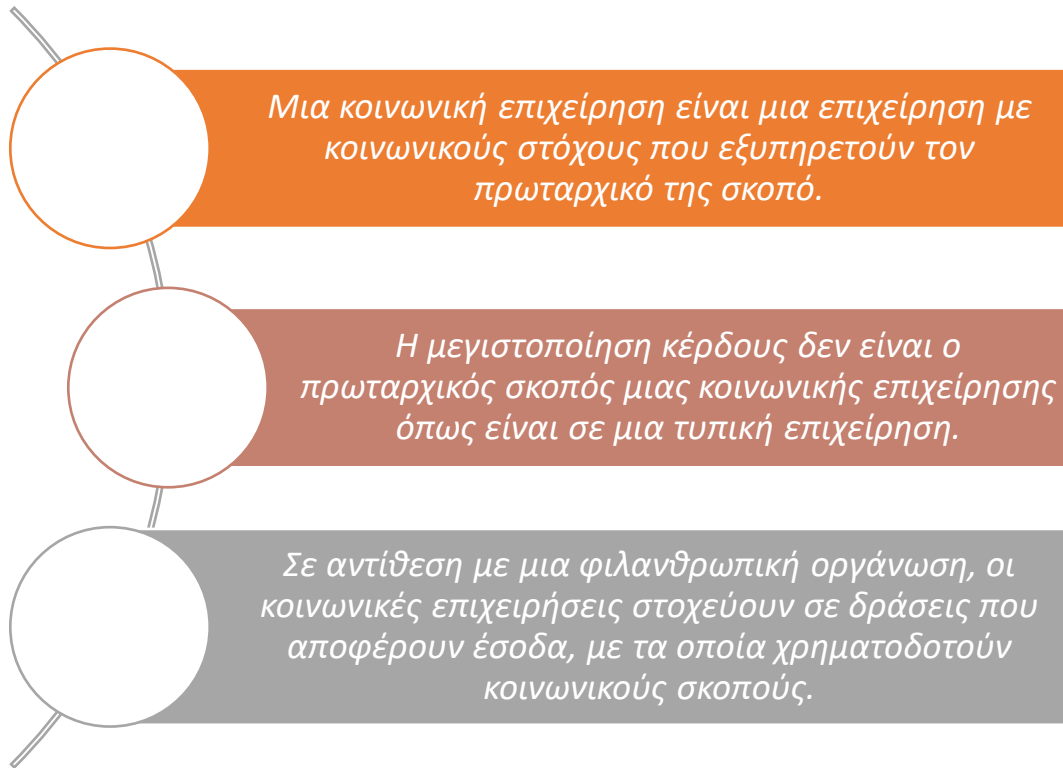 Μια κοινωνική επιχείρηση είναι μια επιχείρηση με
κοινωνικούς στόχους που εξυπηρετούν τον
πρωταρχικό της σκοπό.
Η μεγιστοποίηση κέρδους δεν είναι ο
πρωταρχικός σκοπός μιας κοινωνικής επιχείρησης
όπως είναι σε μια τυπική επιχείρηση.
Σε αντίθεση με μια φιλανθρωπική οργάνωση, οι
κοινωνικές επιχειρήσεις στοχεύουν σε δράσεις που
αποφέρουν έσοδα, με τα οποία χρηματοδοτούν
κοινωνικούς σκοπούς.